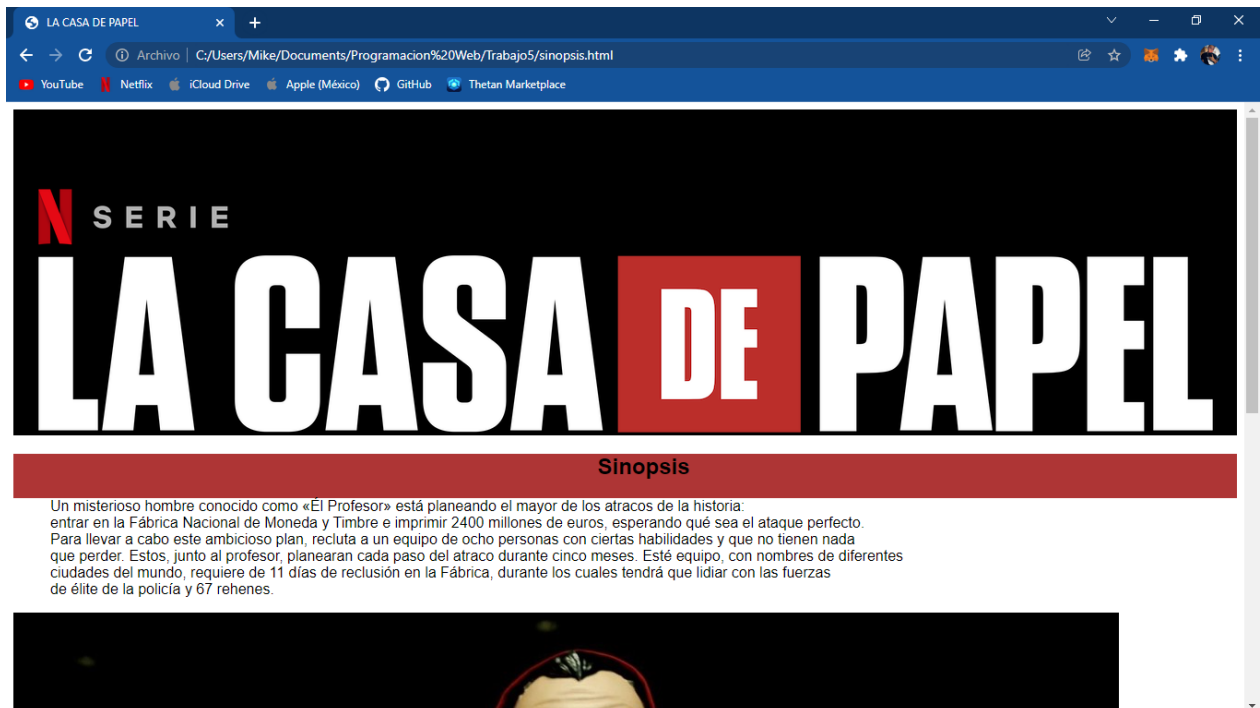 LA CASA DE PAPEL
Archivo | C:/Users/Mike/Documents/Programacion%20Web/Trabajo5/sinopsis.html
YouTube Netflix iCloud Drive Apple (México) GitHub Thetan Marketplace
N SERIE
LA CASA DE PAPEL
Sinopsis
Un misterioso hombre conocido como «Él Profesor» está planeando el mayor de los atracos de la historia:
entrar en la Fábrica Nacional de Moneda y Timbre e imprimir 2400 millones de euros, esperando qué sea el ataque perfecto.
Para llevar a cabo este ambicioso plan, recluta a un equipo de ocho personas con ciertas habilidades y que no tienen nada
que perder. Estos, junto al profesor, planearan cada paso del atraco durante cinco meses. Esté equipo, con nombres de diferentes
ciudades del mundo, requiere de 11 días de reclusión en la Fábrica, durante los cuales tendrá que lidiar con las fuerzas
de élite de la policía y 67 rehenes.